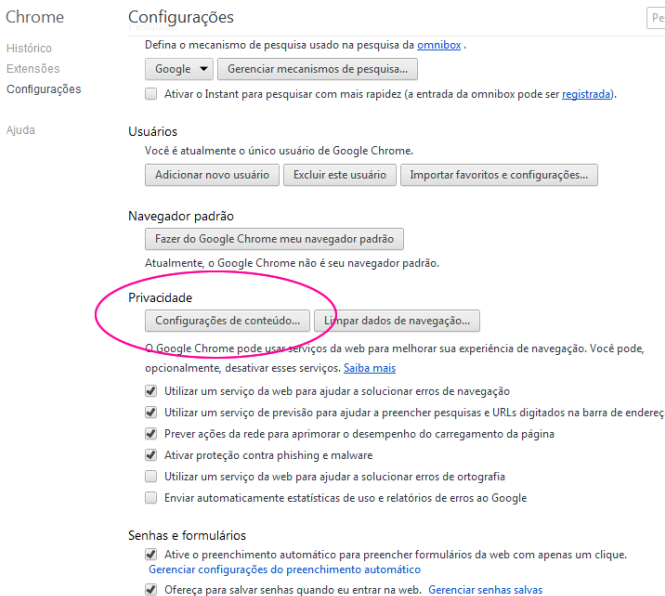 Chrome
Configurações
Pe
Histórico
Extensões
Configurações
Ajuda
Defina o mecanismo de pesquisa usado na pesquisa da omnibox .
Google Gerenciar mecanismos de pesquisa...
Ativar o Instant para pesquisar com mais rapidez (a entrada da omnibox pode ser registrada).
Usuários
Você é atualmente o único usuário de Google Chrome.
Adicionar novo usuário Excluir este usuário Importar favoritos e configurações...
Navegador padrão
Fazer do Google Chrome meu navegador padrão
Atualmente, o Google Chrome não é seu navegador padrão.
Privacidade
Configurações de conteúdo... Limpar dados de navegação...
O Google Chrome pode usar serviços da web para melhorar sua experiência de navegação. Você pode,
opcionalmente, desativar esses serviços. Saiba mais
Utilizar um serviço da web para ajudar a solucionar erros de navegação
Utilizar um serviço de previsão para ajudar a preencher pesquisas e URLs digitados na barra de endereç
Prever ações da rede para aprimorar o desempenho do carregamento da página
Ativar proteção contra phishing e malware
Utilizar um serviço da web para ajudar a solucionar erros de ortografia
Enviar automaticamente estatísticas de uso e relatórios de erros ao Google
Senhas e formulários
Ative o preenchimento automático para preencher formulários da web com apenas um clique.
Gerenciar configurações do preenchimento automático
Ofereça para salvar senhas quando eu entrar na web. Gerenciar senhas salvas